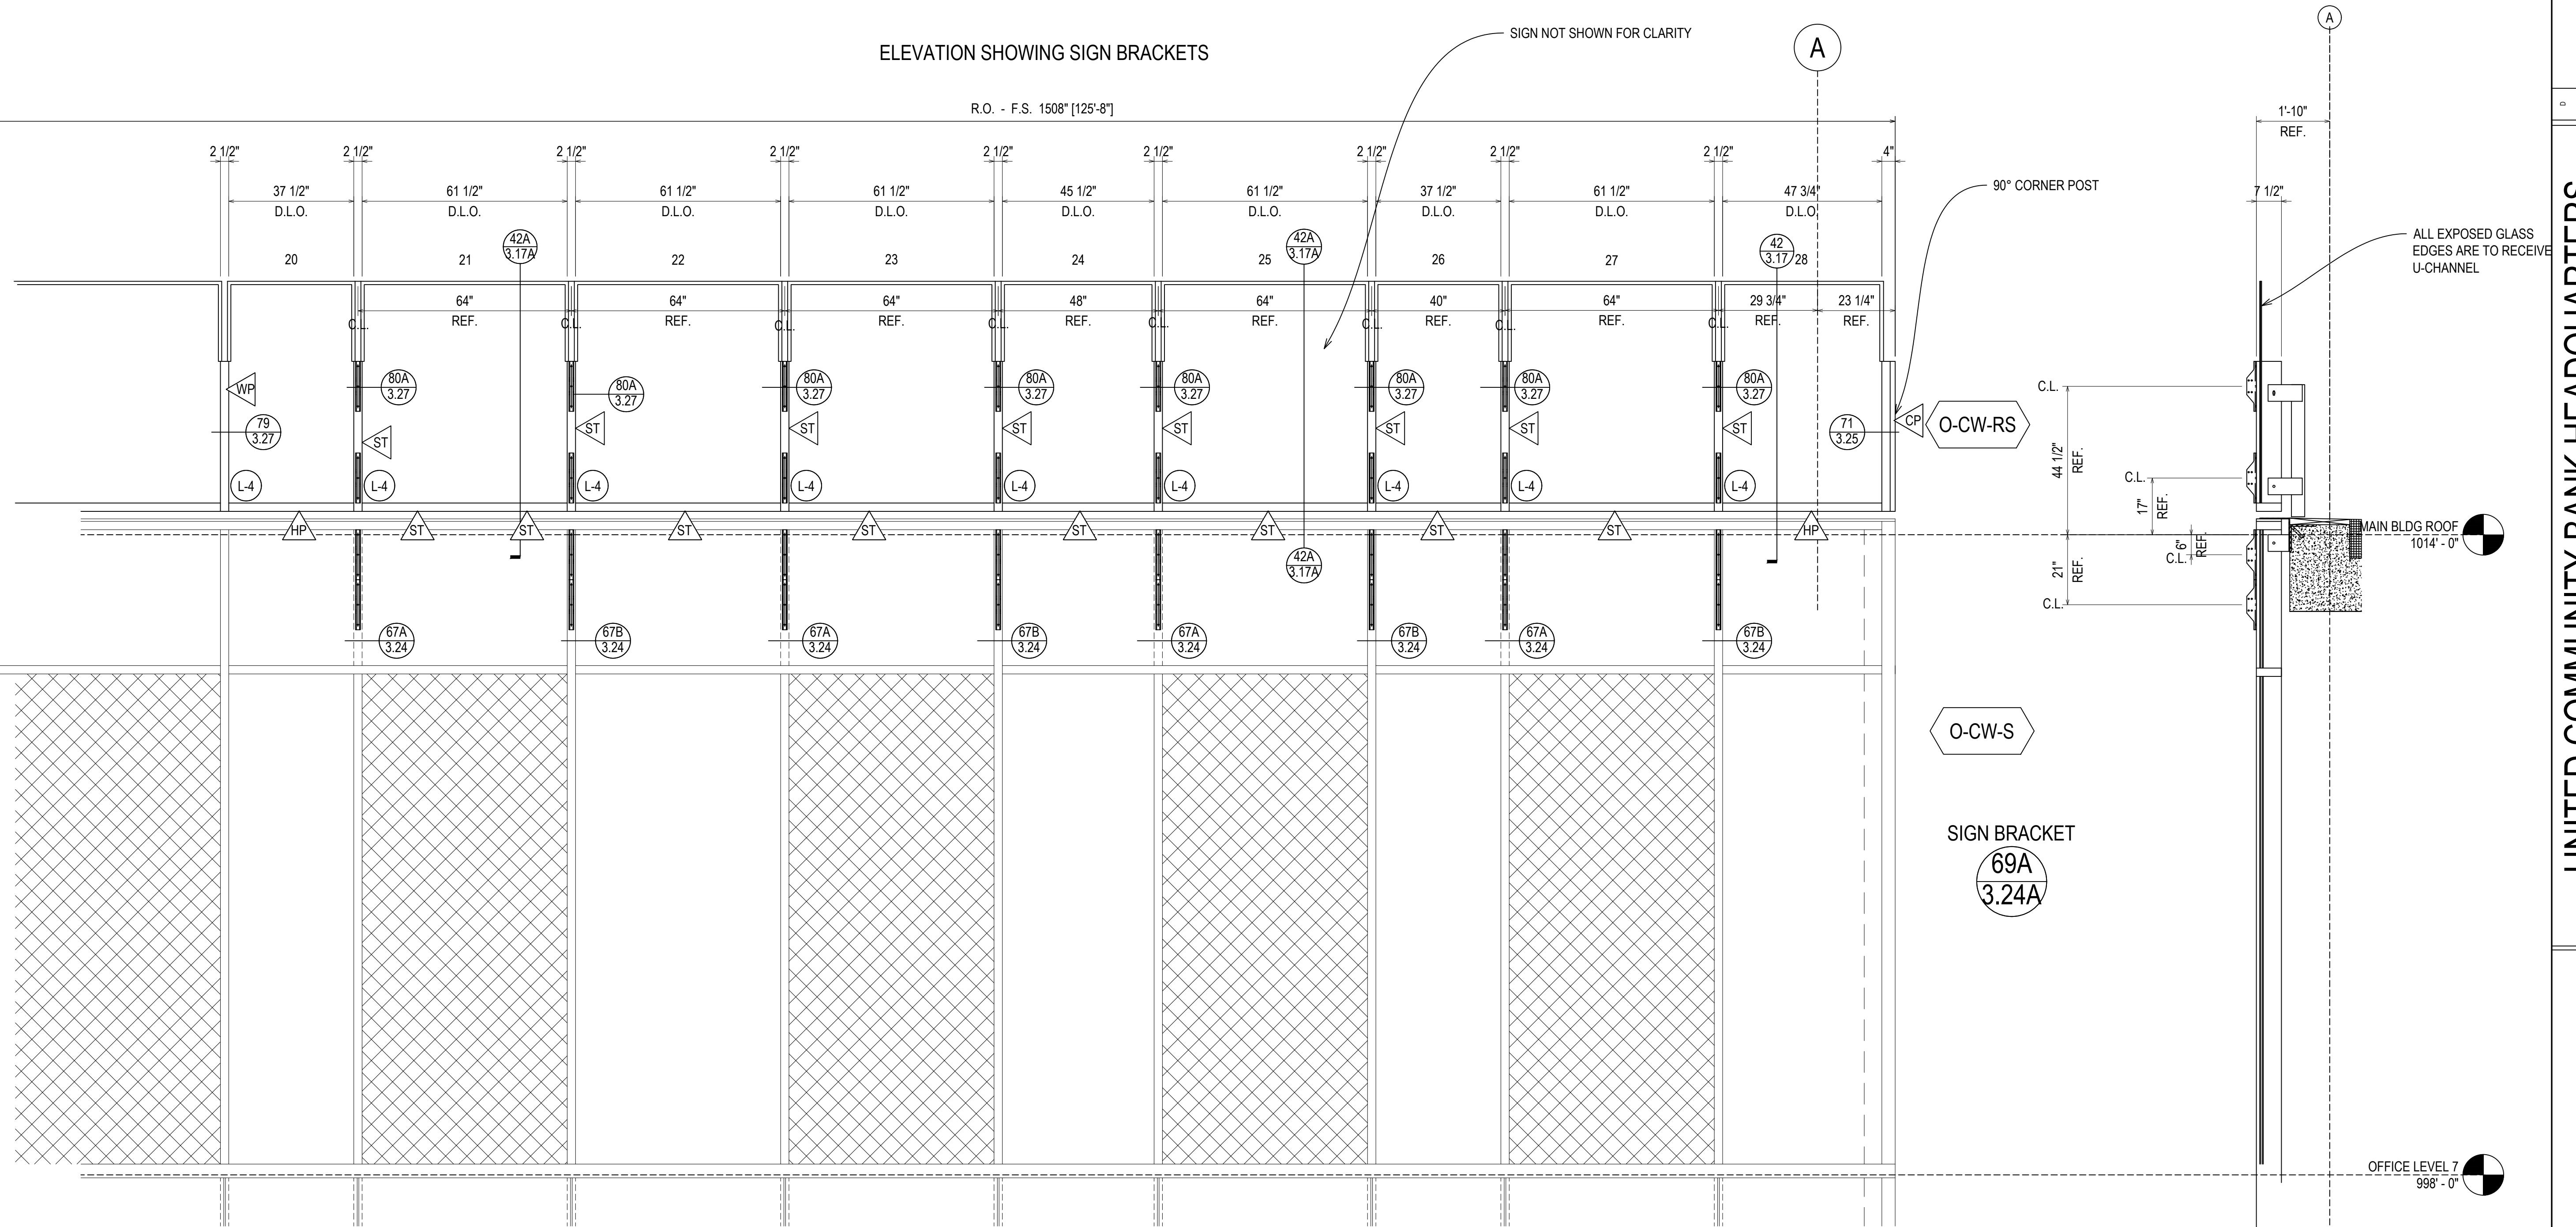 ELEVATION SHOWING SIGN BRACKETS
SIGN NOT SHOWN FOR CLARITY
A
A
R.O. - F.S. 1508" [125'-8"]
1'-10"
REF.
D
2 1/2"
2 1/2"
2 1/2"
2 1/2"
2 1/2"
2 1/2"
2 1/2"
2 1/2"
2 1/2"
4"
37 1/2"
D.L.O.
61 1/2"
D.L.O.
61 1/2"
D.L.O.
61 1/2"
D.L.O.
45 1/2"
D.L.O.
61 1/2"
D.L.O.
37 1/2"
D.L.O.
61 1/2"
D.L.O.
47 3/4"
D.L.O.
90° CORNER POST
7 1/2"
ALL EXPOSED GLASS
EDGES ARE TO RECEIVE
U-CHANNEL
20
21
42A
3.17A
22
23
24
25
42A
3.17A
26
27
42
3.17
28
64"
REF.
64"
REF.
64"
REF.
48"
REF.
64"
REF.
40"
REF.
64"
REF.
29 3/4"
REF.
23 1/4"
REF.
C.L.
C.L.
C.L.
C.L.
C.L.
C.L.
C.L.
C.L.
WP
80A
3.27
80A
3.27
80A
3.27
80A
3.27
80A
3.27
80A
3.27
80A
3.27
80A
3.27
79
3.27
ST
ST
ST
ST
ST
ST
ST
ST
71
3.25
CP
O-CW-RS
L-4
L-4
L-4
L-4
L-4
L-4
L-4
L-4
L-4
HP
ST
ST
ST
ST
ST
ST
ST
ST
HP
42A
3.17A
C.L.
44 1/2"
REF.
C.L.
17"
REF.
MAIN BLDG ROOF
1014' - 0"
6"
REF.
C.L.
21"
REF.
C.L.
67A
3.24
67B
3.24
67A
3.24
67B
3.24
67A
3.24
67B
3.24
67A
3.24
67B
3.24
O-CW-S
SIGN BRACKET
69A
3.24A
OFFICE LEVEL 7
998' - 0"
UNITED COMMUNITY BANK HEADQUARTERS